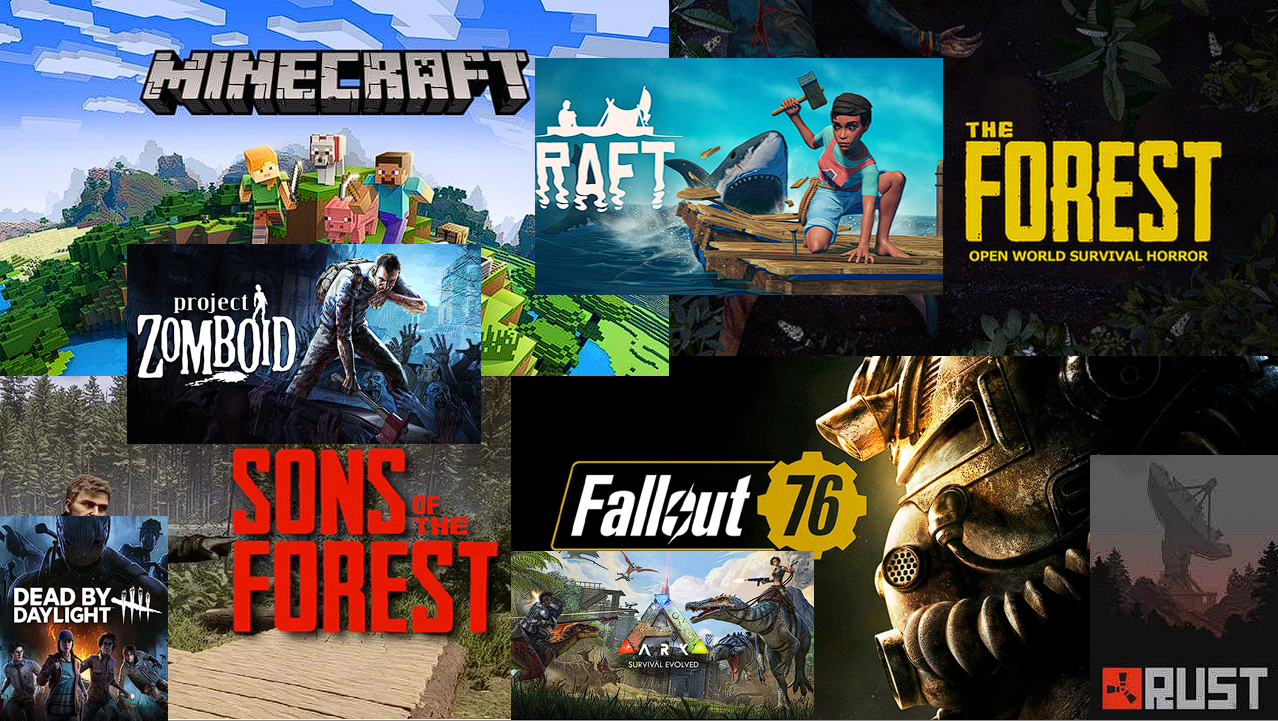 MINECRAFT
RAFT
THE
FOREST
OPEN WORLD SURVIVAL HORROR
project
ZOMBOID
SONS
OF
THE
FOREST
Fallout 76
DEAD BY
DAYLIGHT
ARK
SURVIVAL EVOLVED
RUST